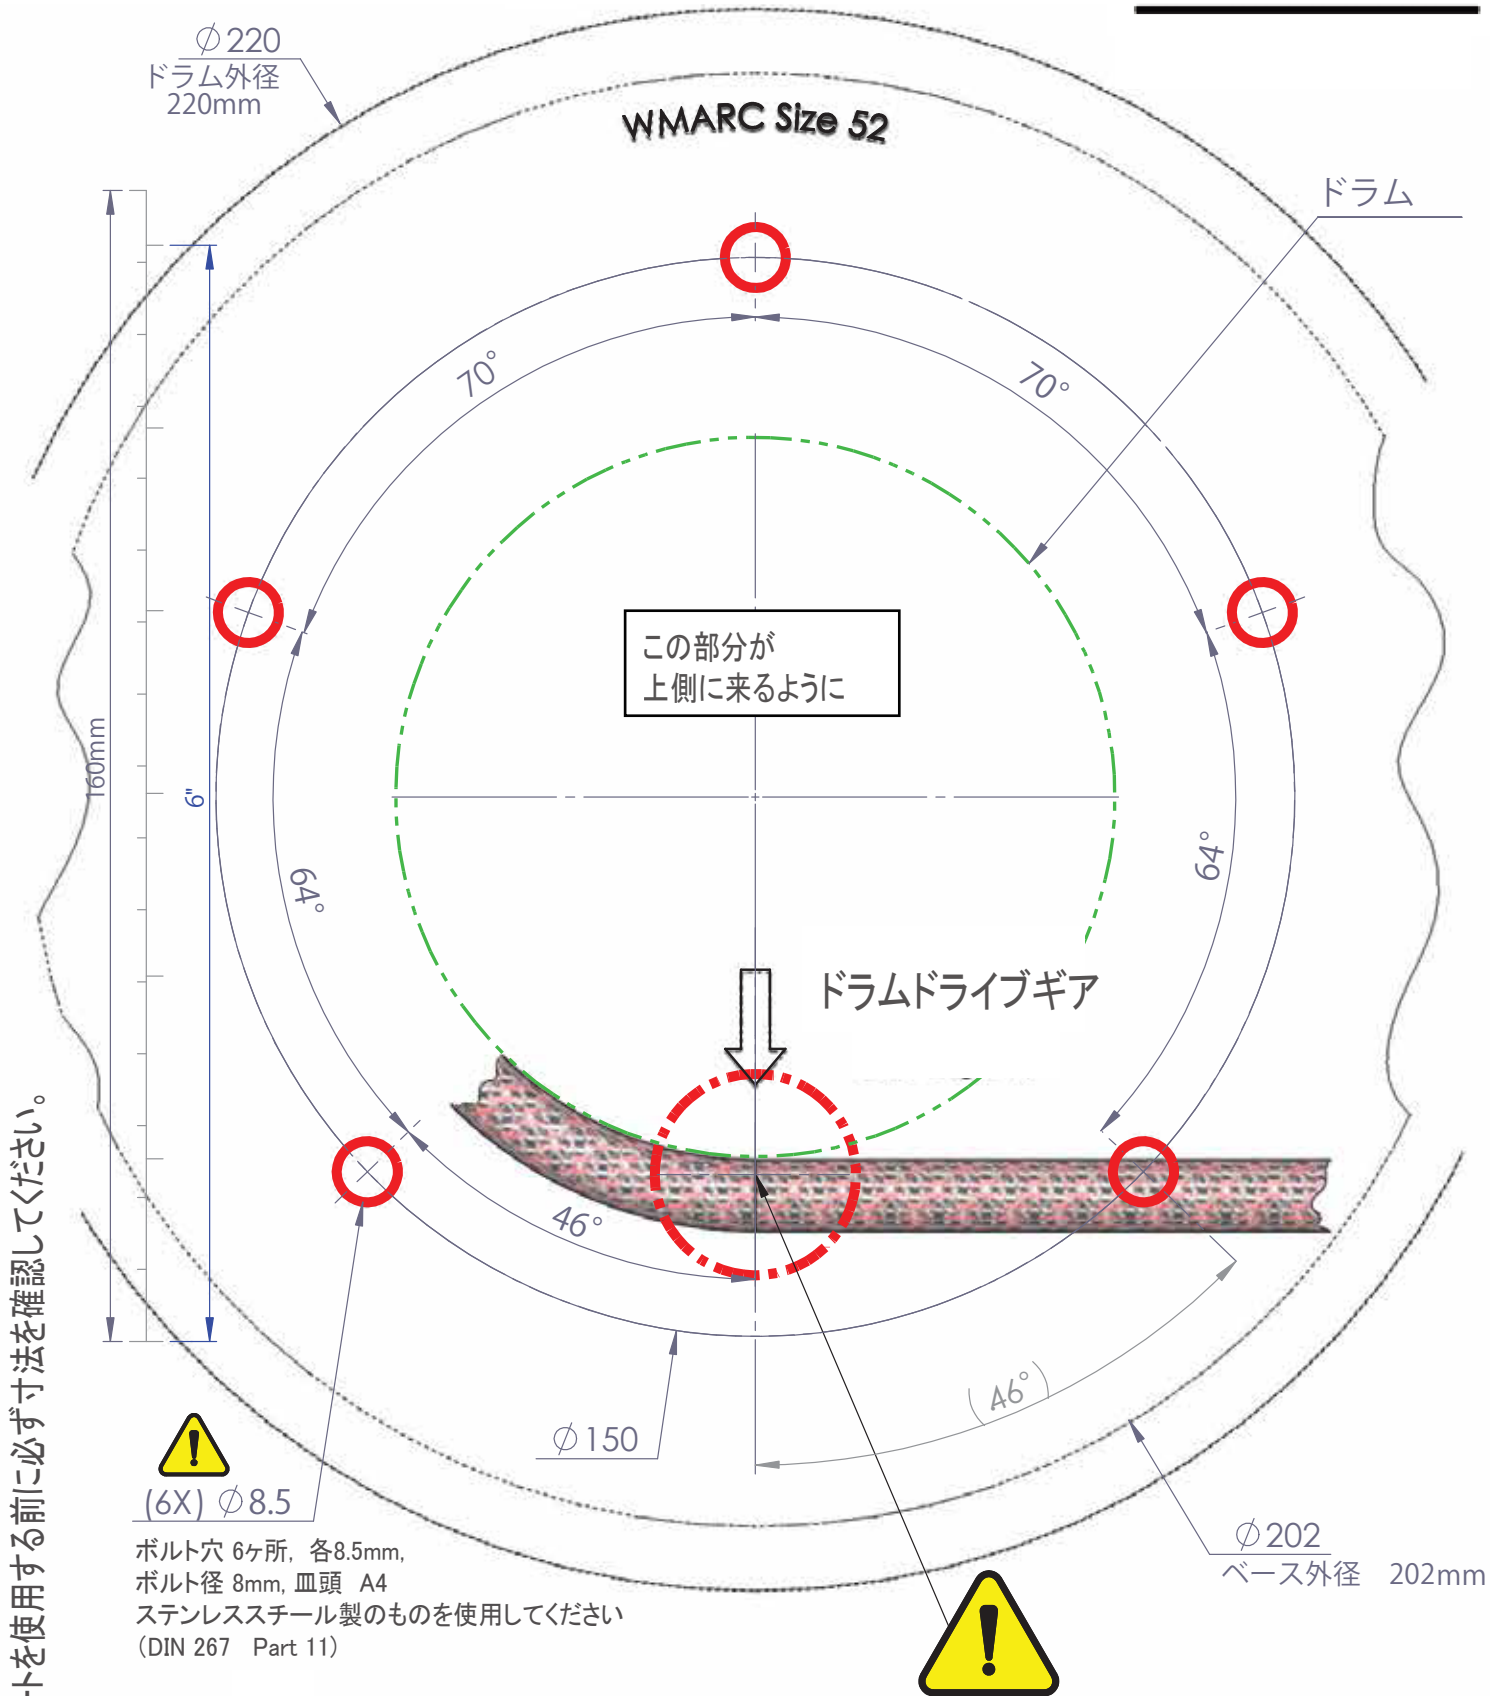 ∅220
ドラム外径
220mm
WMARC Size 52
ドラム
70°
70°
この部分が
上側に来るように
160mm
6"
64°
64°
ドラムドライブギア
46°
(46°)
∅150
(6X) ∅8.5
ボルト穴 6ヶ所, 各8.5mm,
ボルト径 8mm, 皿頭 A4
ステンレススチール製のものを使用してください
(DIN 267 Part 11)
∅202
ベース外径 202mm
トを使用する前に必ず寸法を確認してください。